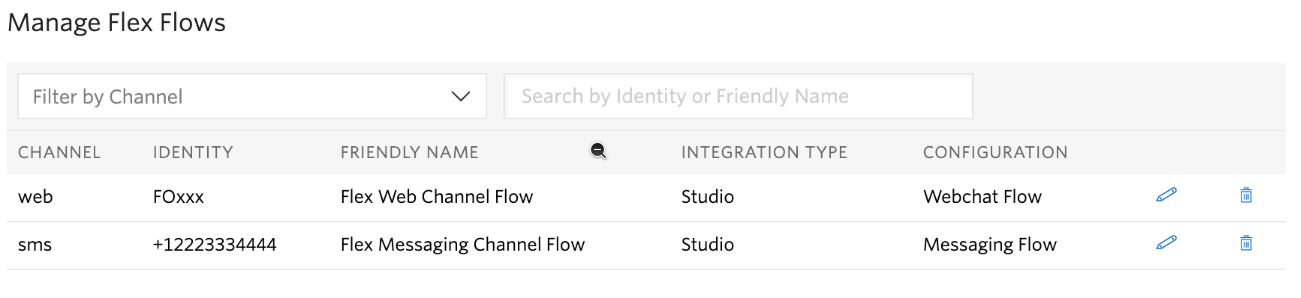 Manage Flex Flows
Filter by Channel Search by Identity or Friendly Name
CHANNEL IDENTITY FRIENDLY NAME INTEGRATION TYPE CONFIGURATION
web FOxxx Flex Web Channel Flow Studio Webchat Flow
sms +12223334444 Flex Messaging Channel Flow Studio Messaging Flow